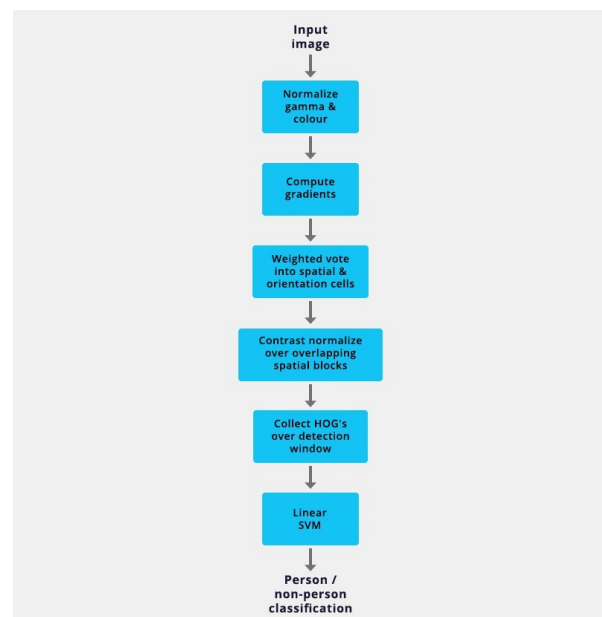 Input
image
Normalize
gamma &
colour
Compute
gradients
Weighted vote
into spatial &
orientation cells
Contrast normalize
over overlapping
spatial blocks
Collect HOG's
over detection
window
Linear
SVM
Person /
non-person
classification